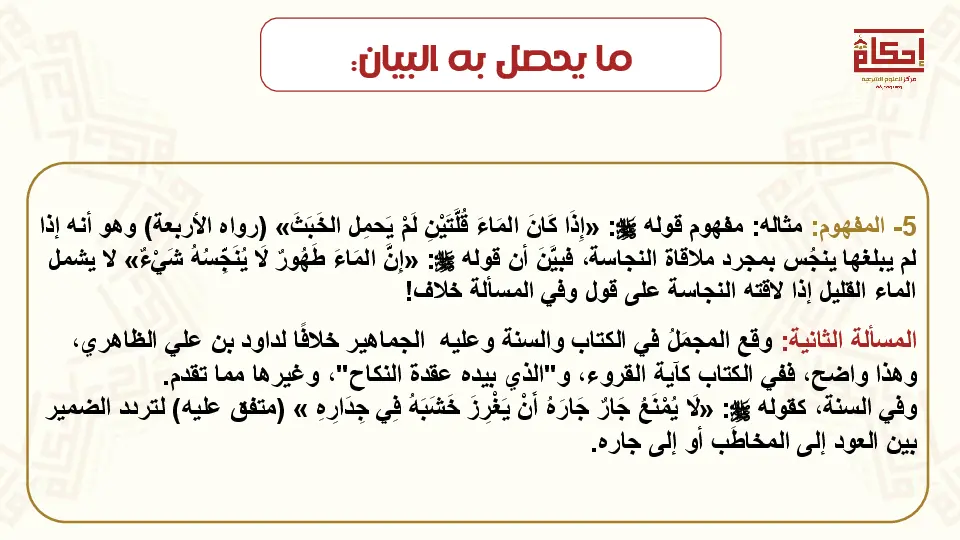 ما يحصل به البيان:
إحكام
مركز للعلوم الشرعية
5- المفهوم: مثاله: مفهوم قوله ﷺ: «إِذَا كَانَ المَاءَ قُلَّتَيْنِ لَمْ يَحمِل الخَبَثَ» (رواه الأربعة) وهو أنه إذا
لم يبلغها ينجُس بمجرد ملاقاة النجاسة، فبيَّنَ أن قوله ﷺ: «إِنَّ المَاءَ طَهُورٌ لَا يُنَجِّسُهُ شَيْءٌ» لا يشمل
الماء القليل إذا لاقته النجاسة على قول وفي المسألة خلاف!
المسألة الثانية: وقع المجمَلُ في الكتاب والسنة وعليه الجماهير خلافًا لداود بن علي الظاهري،
وهذا واضح، ففي الكتاب كآية القروء، و"الذي بيده عقدة النكاح"، وغيرها مما تقدم.
وفي السنة، كقوله ﷺ: «لَا يُمْنَعُ جَارٌ جَارَهُ أَنْ يَغْرِزَ خَشَبَهُ فِي جِدَارِهِ » (متفق عليه) لتردد الضمير
بين العود إلى المخاطَب أو إلى جاره.